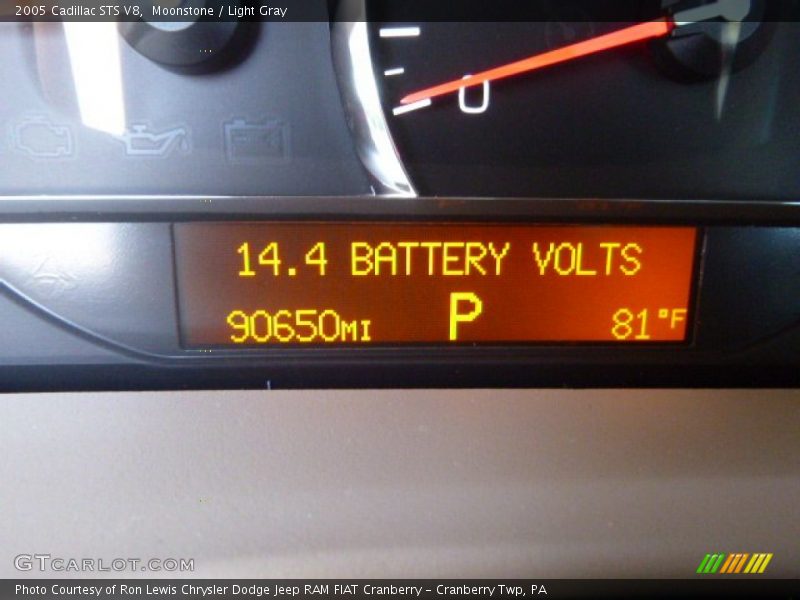 2005 Cadillac STS V8, Moonstone / Light Gray
0
14.4 BATTERY VOLTS
90650MI P 81°F
GTCARLOT.COM
Photo Courtesy of Ron Lewis Chrysler Dodge Jeep RAM FIAT Cranberry - Cranberry Twp, PA